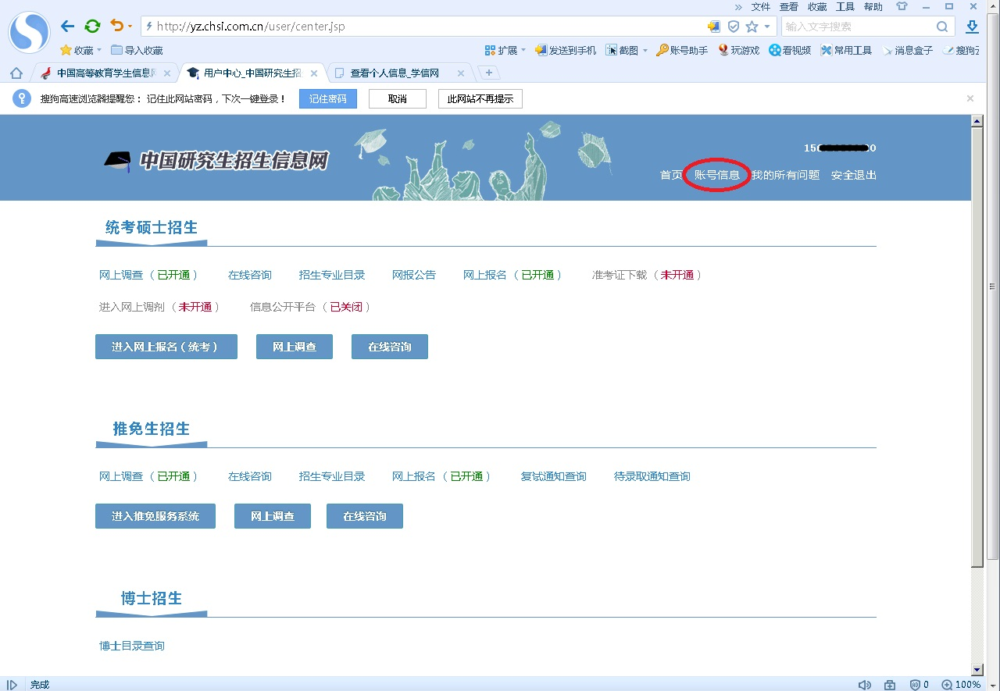 文件 查看 收藏 工具 帮助
http://yz.chsi.com.cn/user/center.jsp
输入文字搜索
收藏 导入收藏
扩展 发送到手机 截图 账号助手 玩游戏 看视频 常用工具 消息盒子 搜狗
中国高等教育学生信息
用户中心_中国研究生招
查看个人信息_学信网
搜狗高速浏览器提醒您：记住此网站密码，下次一键登录！ 记住密码 取消 此网站不再提示
中国研究生招生信息网
首页 账号信息 我的所有问题 安全退出
统考硕士招生
网上调查（已开通） 在线咨询 招生专业目录 网报公告 网上报名（已开通） 准考证下载（未开通）
进入网上调剂（未开通） 信息公开平台（已关闭）
进入网上报名（统考） 网上调查 在线咨询
推免生招生
网上调查（已开通） 在线咨询 招生专业目录 网上报名（已开通） 复试通知查询 待录取通知查询
进入推免服务系统 网上调查 在线咨询
博士招生
博士目录查询
完成
0
100%